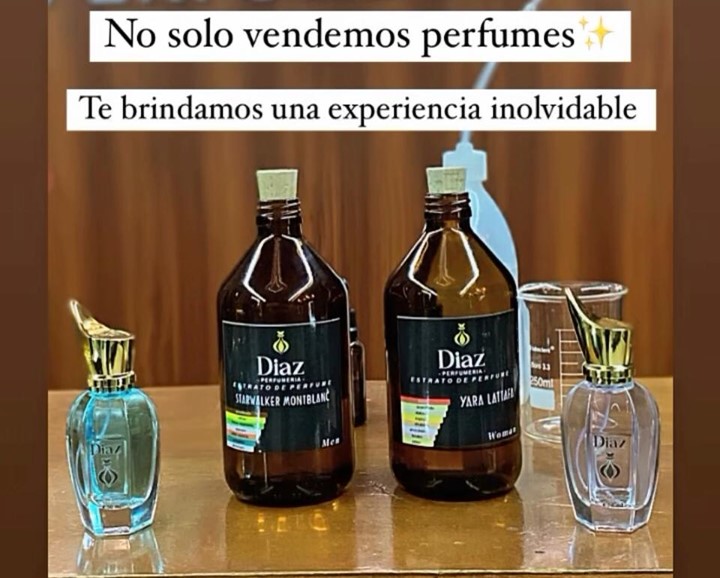 No solo vendemos perfumes✨
Te brindamos una experiencia inolvidable
Diaz
- PERFUMERIA -
ESTRATO DE PERFUME
STARWALKER MONTBLANC
Men
Diaz
- PERFUMERIA -
ESTRATO DE PERFUME
YARA LATTAFA
Woman
250ml
Diaz
Diaz